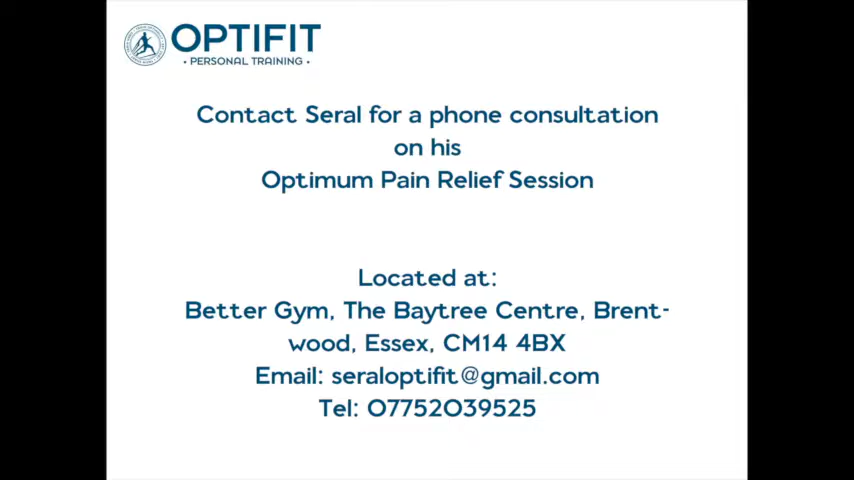 OPTIFIT
• PERSONAL TRAINING •
Contact Seral for a phone consultation
on his
Optimum Pain Relief Session
Located at:
Better Gym, The Baytree Centre, Brent-
wood, Essex, CM14 4BX
Email: seraloptifit@gmail.com
Tel: 07752039525